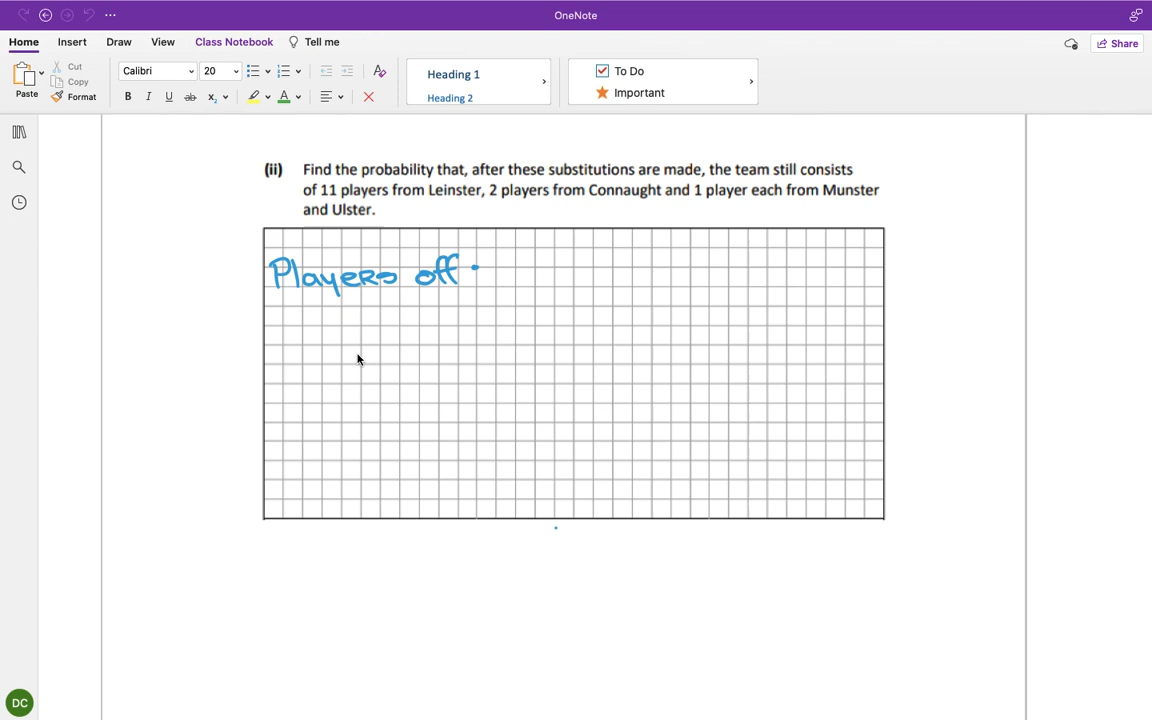 OneNote
Home Insert Draw View Class Notebook Tell me
Share
Paste
Cut
Copy
Format
Calibri 20
B I U ab x₂ A
Heading 1
Heading 2
To Do
Important
(ii) Find the probability that, after these substitutions are made, the team still consists
of 11 players from Leinster, 2 players from Connaught and 1 player each from Munster
and Ulster.
Players off
DC